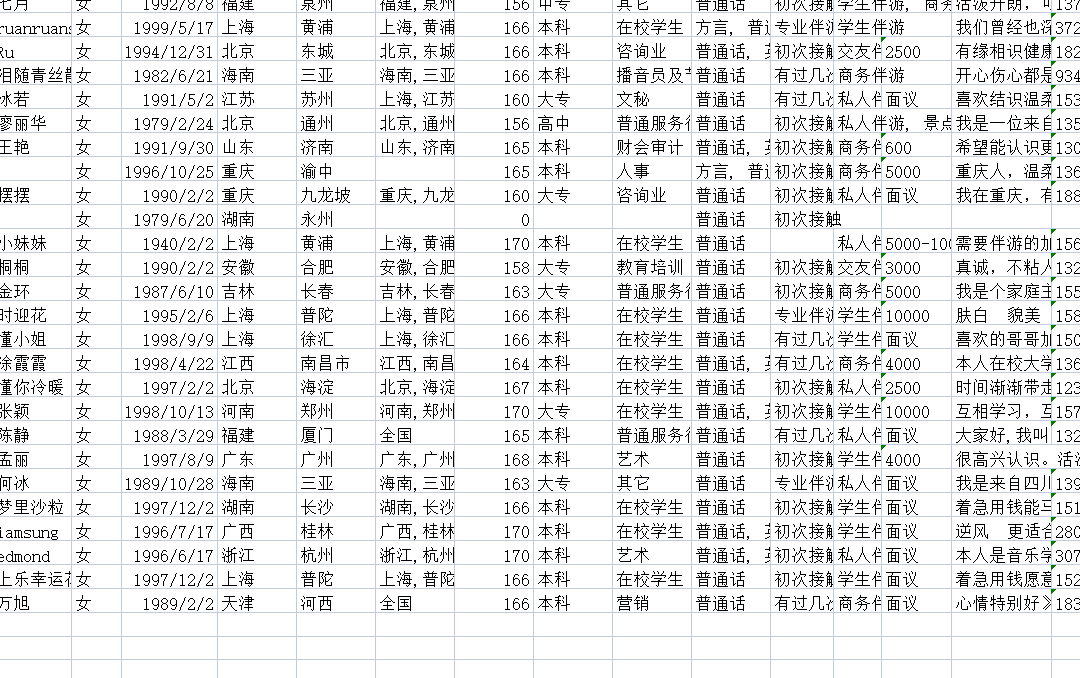 七月 女 1992/8/8 福建 泉州 福建,泉州 156 中专 其它 普通话 初次接触 学生伴游, 商务 活泼开朗，可 137
ruanruans 女 1999/5/17 上海 黄浦 上海,黄浦 166 本科 在校学生 方言, 普通 专业伴游 学生伴游 我们曾经也深 372
Ru 女 1994/12/31 北京 东城 北京,东城 166 本科 咨询业 普通话, 初次接触 交友伴 2500 有缘相识健康 182
泪随青丝 女 1982/6/21 海南 三亚 海南,三亚 166 本科 播音员及 普通话 有过几次 商务伴游 开心伤心都是 934
冰若 女 1991/5/2 江苏 苏州 上海,江苏 160 大专 文秘 普通话 有过几次 私人伴 面议 喜欢结识温柔 153
廖丽华 女 1979/2/24 北京 通州 北京,通州 156 高中 普通服务行 普通话 初次接触 私人伴游, 景点 我是一位来自 135
王艳 女 1991/9/30 山东 济南 山东,济南 165 本科 财会审计 普通话, 初次接触 商务伴 600 希望能认识更 130
女 1996/10/25 重庆 渝中 165 本科 人事 方言, 普通 初次接触 商务伴 5000 重庆人，温柔 136
摆摆 女 1990/2/2 重庆 九龙坡 重庆,九龙 160 大专 咨询业 普通话 初次接触 私人伴 面议 我在重庆，有 188
女 1979/6/20 湖南 永州 0 普通话 初次接触
小妹妹 女 1940/2/2 上海 黄浦 上海,黄浦 170 本科 在校学生 普通话 私人伴 5000-100 需要伴游的加 156
桐桐 女 1990/2/2 安徽 合肥 安徽,合肥 158 大专 教育培训 普通话 初次接触 交友伴 3000 真诚，不粘人 132
金环 女 1987/6/10 吉林 长春 吉林,长春 163 大专 普通服务行 普通话 初次接触 商务伴 5000 我是个家庭主 155
时迎花 女 1995/2/6 上海 普陀 上海,普陀 166 本科 在校学生 普通话 专业伴游 学生伴 10000 肤白 貌美 158
懂小姐 女 1998/9/9 上海 徐汇 上海,徐汇 166 本科 在校学生 普通话 有过几次 学生伴 面议 喜欢的哥哥加 150
涂霞霞 女 1998/4/22 江西 南昌市 江西,南昌 164 本科 在校学生 普通话, 有过几次 商务伴 4000 本人在校大学 136
懂你冷暖 女 1997/2/2 北京 海淀 北京,海淀 167 本科 在校学生 普通话 初次接触 私人伴 2500 时间渐渐带走 123
张颖 女 1998/10/13 河南 郑州 河南,郑州 170 大专 在校学生 普通话, 初次接触 学生伴 10000 互相学习，互 157
陈静 女 1988/3/29 福建 厦门 全国 165 本科 普通服务行 普通话 有过几次 私人伴 面议 大家好,我叫 132
孟丽 女 1997/8/9 广东 广州 广东,广州 168 本科 艺术 普通话 初次接触 学生伴 4000 很高兴认识。活泼
何冰 女 1989/10/28 海南 三亚 海南,三亚 163 大专 其它 普通话 专业伴游 私人伴 面议 我是来自四川 139
梦里沙粒 女 1997/12/2 湖南 长沙 湖南,长沙 166 本科 在校学生 普通话 初次接触 学生伴 面议 着急用钱能 151
iamsung 女 1996/7/17 广西 桂林 广西,桂林 170 本科 在校学生 普通话, 初次接触 学生伴 面议 逆风 更适合 280
edmond 女 1996/6/17 浙江 杭州 浙江,杭州 170 本科 艺术 普通话, 初次接触 私人伴 面议 本人是音乐学 307
上乐幸运花 女 1997/12/2 上海 普陀 上海,普陀 166 本科 在校学生 普通话 初次接触 学生伴 面议 着急用钱愿意 152
万旭 女 1989/2/2 天津 河西 全国 166 本科 营销 普通话 有过几次 商务伴 面议 心情特别好》 183